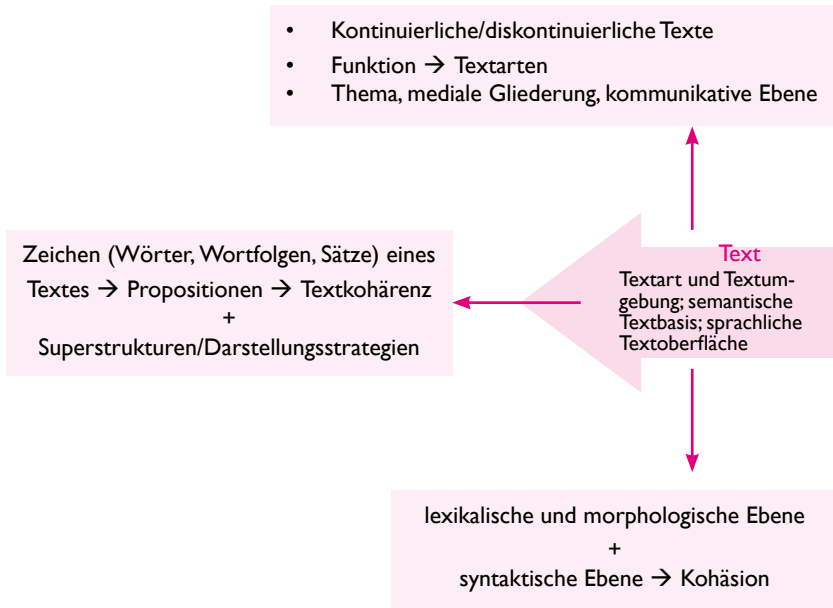 • Kontinuierliche/diskontinuierliche Texte
• Funktion → Textarten
• Thema, mediale Gliederung, kommunikative Ebene
Zeichen (Wörter, Wortfolgen, Sätze) eines
Textes → Propositionen → Textkohärenz
+
Superstrukturen/Darstellungsstrategien
Text
Textart und Textum-
gebung; semantische
Textbasis; sprachliche
Textoberfläche
lexikalische und morphologische Ebene
+
syntaktische Ebene → Kohäsion